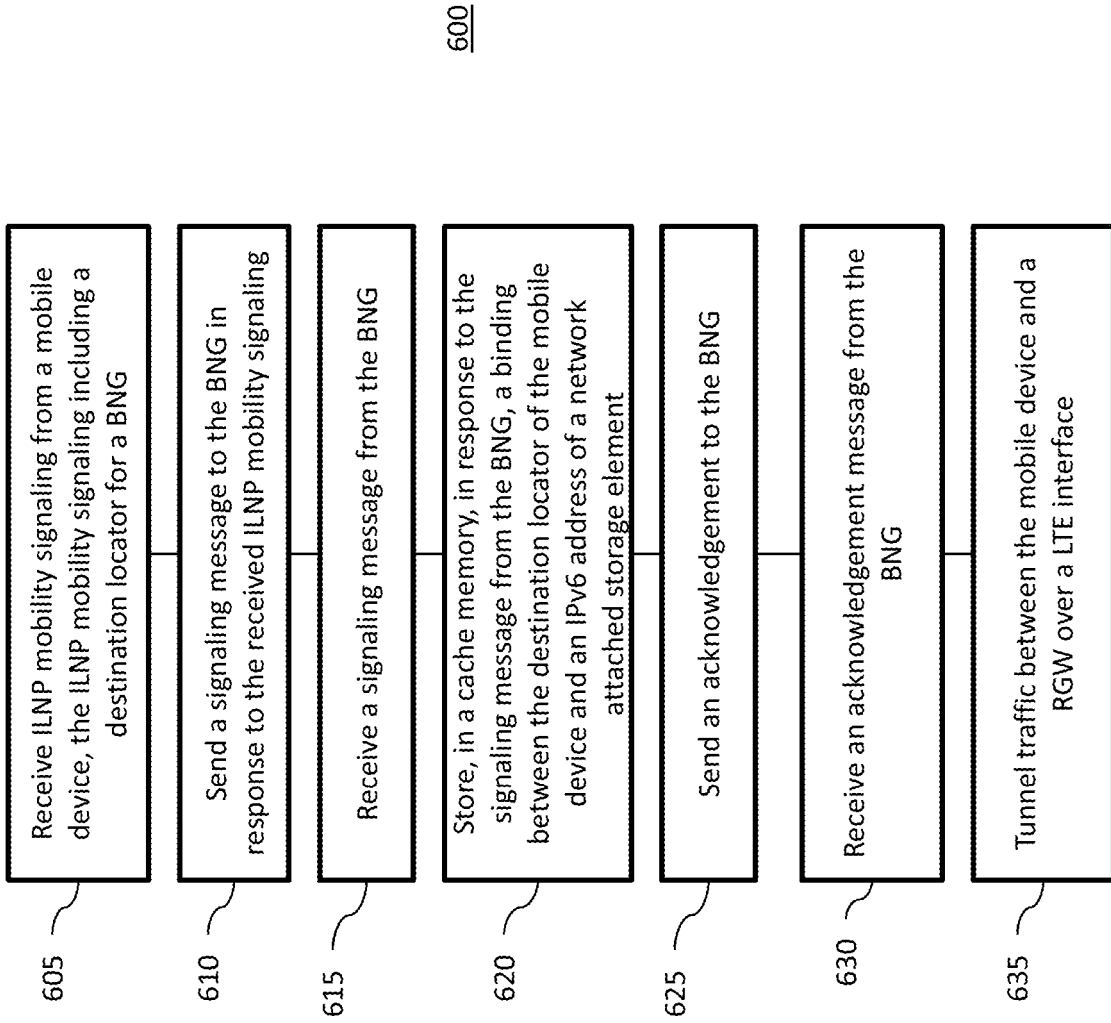 600
605
Receive ILNP mobility signaling from a mobile
device, the ILNP mobility signaling including a
destination locator for a BNG
610
Send a signaling message to the BNG in
response to the received ILNP mobility signaling
615
Receive a signaling message from the BNG
620
Store, in a cache memory, in response to the
signaling message from the BNG, a binding
between the destination locator of the mobile
device and an IPv6 address of a network
attached storage element
625
Send an acknowledgement to the BNG
630
Receive an acknowledgement message from the
BNG
635
Tunnel traffic between the mobile device and a
RGW over a LTE interface